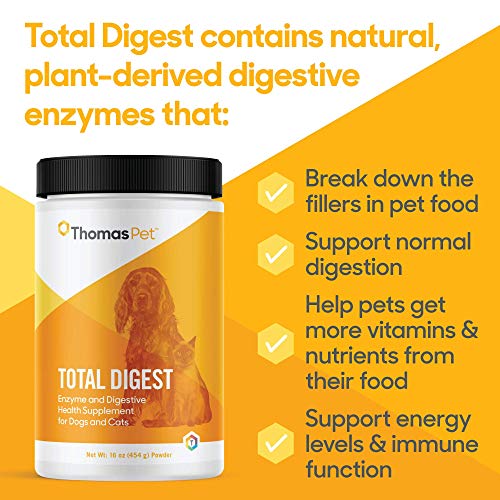 Total Digest contains natural,
plant-derived digestive
enzymes that:
ThomasPet™
TOTAL DIGEST
Enzyme and Digestive
Health Supplement
for Dogs and Cats
Net Wt: 16 oz (454 g) Powder
Break down the
fillers in pet food
Support normal
digestion
Help pets get
more vitamins &
nutrients from
their food
Support energy
levels & immune
function